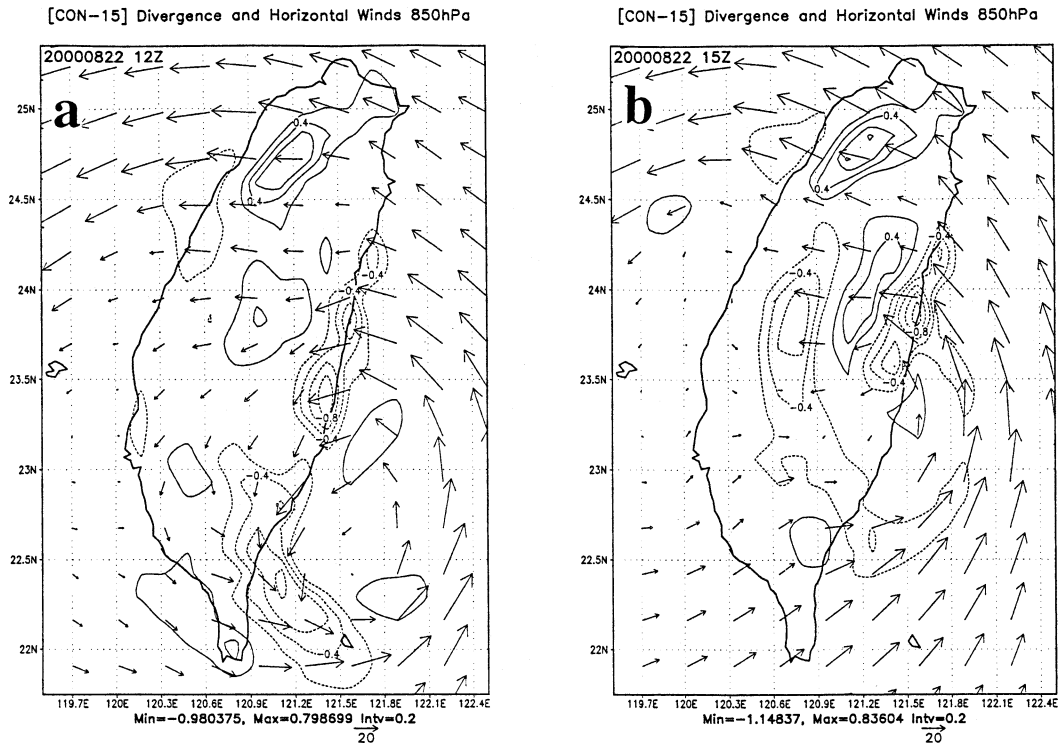 [CON-15] Divergence and Horizontal Winds 850hPa
20000822 12Z
a
25N
24.5N
24N
23.5N
23N
22.5N
22N
0.4
0.4
-0.4
-0.4
-0.8
-0.4
-0.4
-0.4
119.7E 120E 120.3E 120.6E 120.9E 121.2E 121.5E 121.8E 122.1E 122.4E
Min=-0.980375, Max=0.798699 Intv=0.2
20
[CON-15] Divergence and Horizontal Winds 850hPa
20000822 15Z
b
25N
24.5N
24N
23.5N
23N
22.5N
22N
0.4
0.4
0.4
-0.4
-0.4
-0.8
-0.4
-0.4
119.7E 120E 120.3E 120.6E 120.9E 121.2E 121.5E 121.8E 122.1E 122.4E
Min=-1.14837, Max=0.83604 Intv=0.2
20